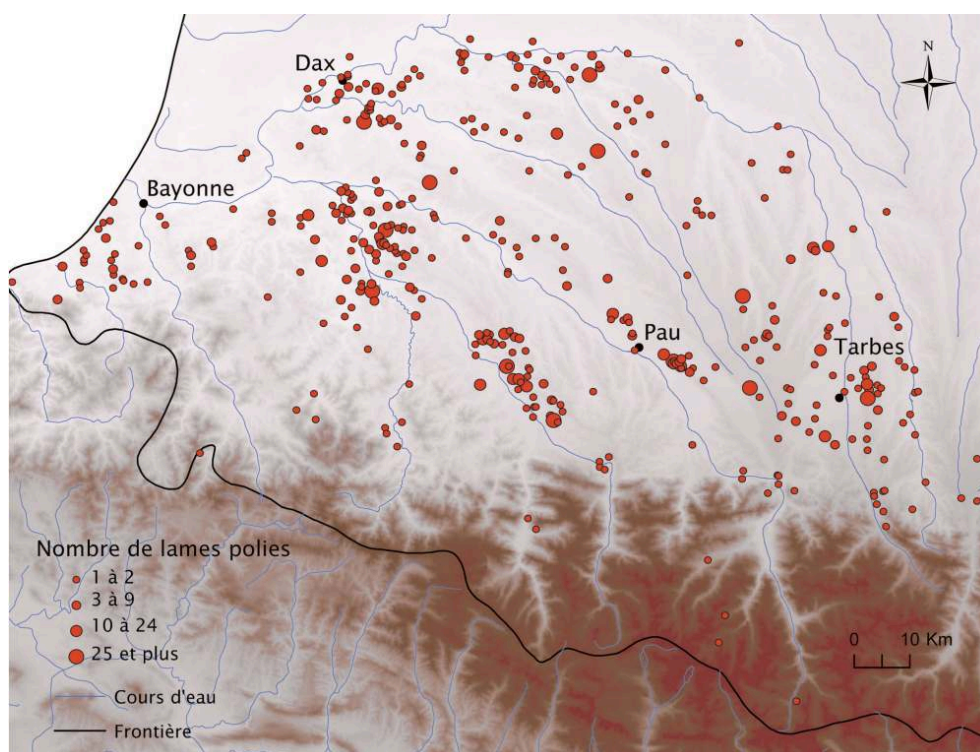 N
Dax
Bayonne
Pau
Tarbes
Nombre de lames polies
1 à 2
3 à 9
10 à 24
25 et plus
Cours d'eau
Frontière
0 10 Km